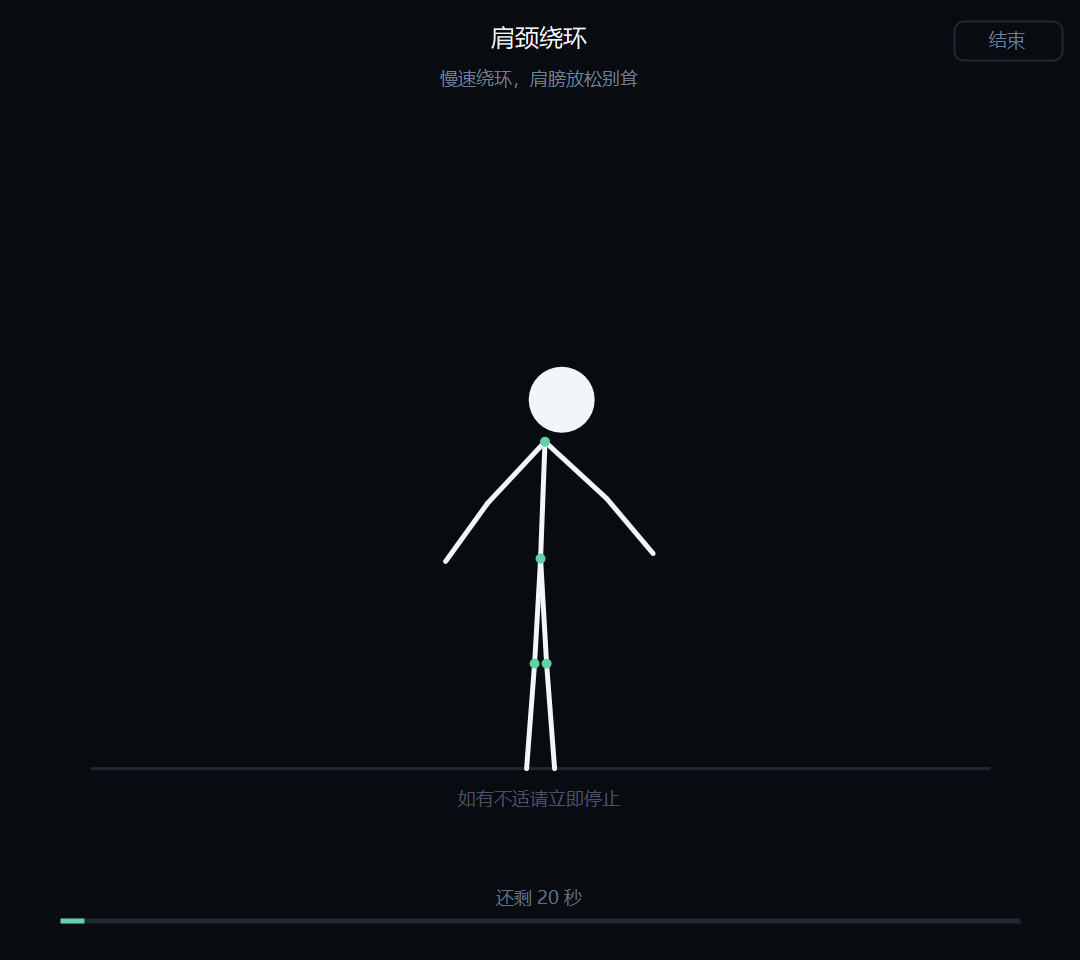 肩颈绕环
结束
慢速绕环，肩膀放松别耸
如有不适请立即停止
还剩 20 秒